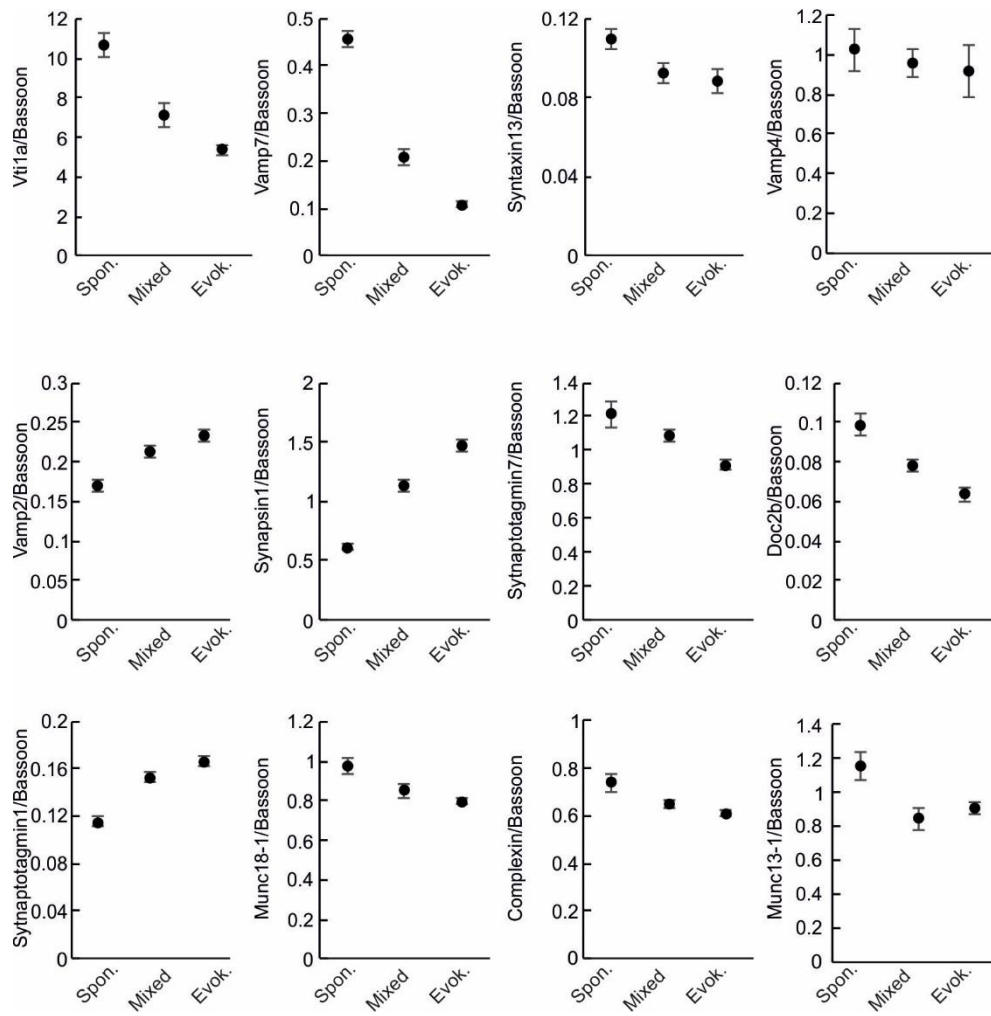 Vti1a/Bassoon
12
10
8
6
4
2
0
Spon.
Mixed
Evok.
Vamp7/Bassoon
0.5
0.4
0.3
0.2
0.1
0
Spon.
Mixed
Evok.
Syntaxin13/Bassoon
0.12
0.08
0.04
0
Spon.
Mixed
Evok.
Vamp4/Bassoon
1.2
1
0.8
0.6
0.4
0.2
0
Spon.
Mixed
Evok.
Vamp2/Bassoon
0.3
0.25
0.2
0.15
0.1
0.05
0
Spon.
Mixed
Evok.
Synapsin1/Bassoon
2
1.5
1
0.5
0
Spon.
Mixed
Evok.
Sytnaptotagmin7/Bassoon
1.4
1.2
1
0.8
0.6
0.4
0.2
0
Spon.
Mixed
Evok.
Doc2b/Bassoon
0.12
0.1
0.08
0.06
0.04
0.02
0
Spon.
Mixed
Evok.
Sytnaptotagmin1/Bassoon
0.2
0.16
0.12
0.08
0.04
0
Spon.
Mixed
Evok.
Munc18-1/Bassoon
1.2
1
0.8
0.6
0.4
0.2
0
Spon.
Mixed
Evok.
Complexin/Bassoon
1
0.8
0.6
0.4
0.2
0
Spon.
Mixed
Evok.
Munc13-1/Bassoon
1.4
1.2
1
0.8
0.6
0.4
0.2
0
Spon.
Mixed
Evok.